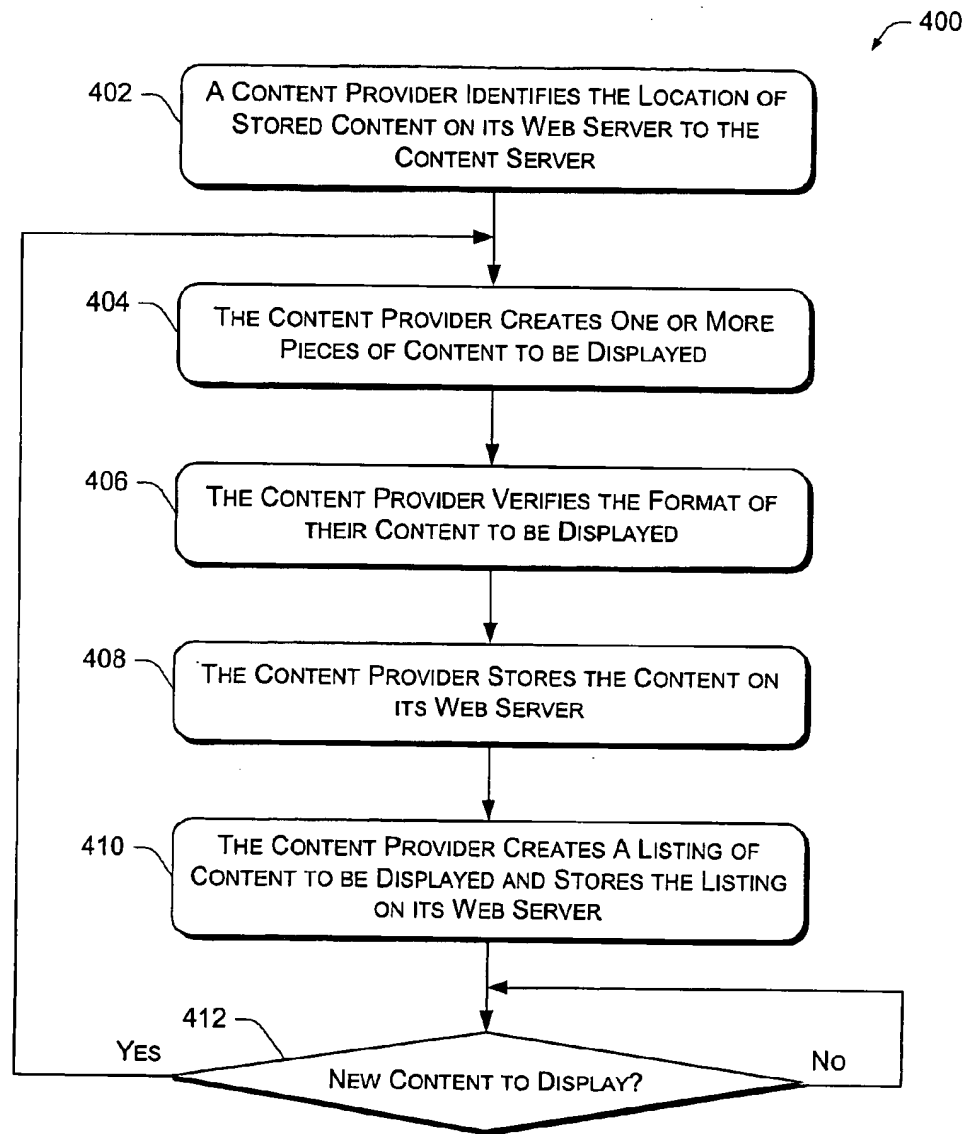 400
402
A CONTENT PROVIDER IDENTIFIES THE LOCATION OF
STORED CONTENT ON ITS WEB SERVER TO THE
CONTENT SERVER
404
THE CONTENT PROVIDER CREATES ONE OR MORE
PIECES OF CONTENT TO BE DISPLAYED
406
THE CONTENT PROVIDER VERIFIES THE FORMAT OF
THEIR CONTENT TO BE DISPLAYED
408
THE CONTENT PROVIDER STORES THE CONTENT ON
ITS WEB SERVER
410
THE CONTENT PROVIDER CREATES A LISTING OF
CONTENT TO BE DISPLAYED AND STORES THE LISTING
ON ITS WEB SERVER
412
YES
NEW CONTENT TO DISPLAY?
NO